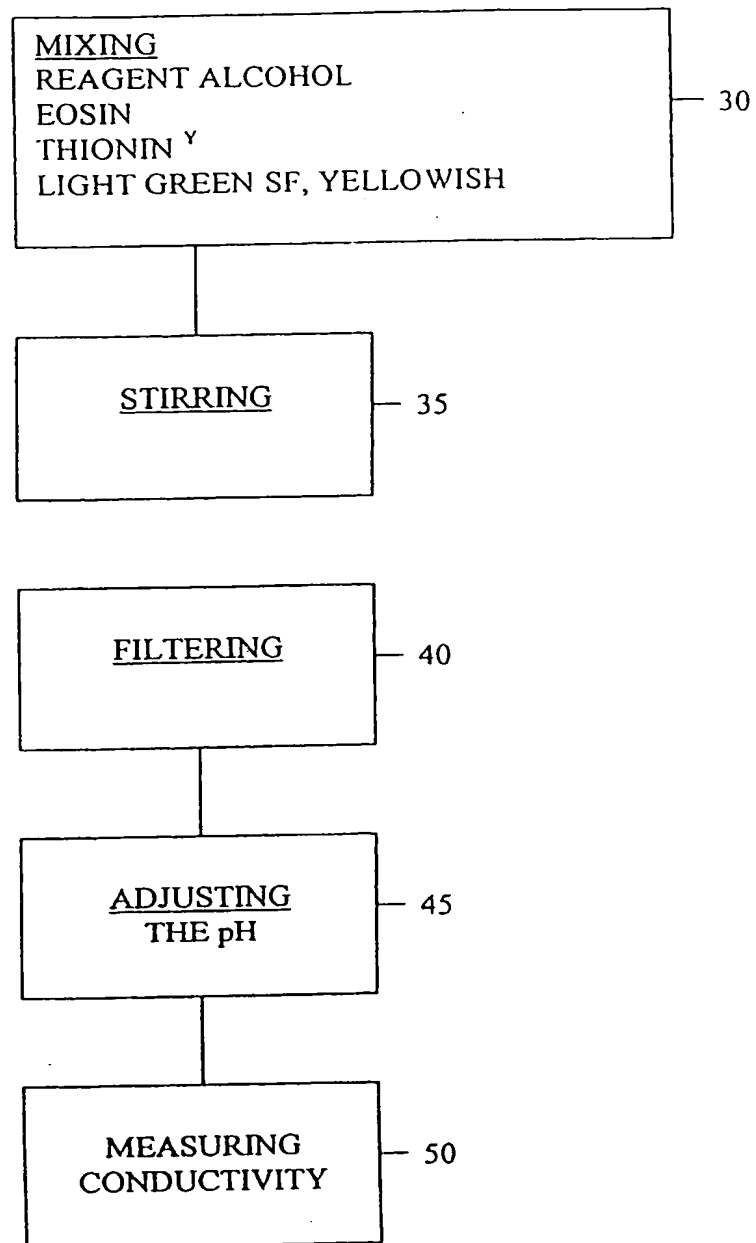 MIXING
REAGENT ALCOHOL
EOSIN
THIONIN Y
LIGHT GREEN SF, YELLOWISH
30
STIRRING
35
FILTERING
40
ADJUSTING
THE pH
45
MEASURING
CONDUCTIVITY
50